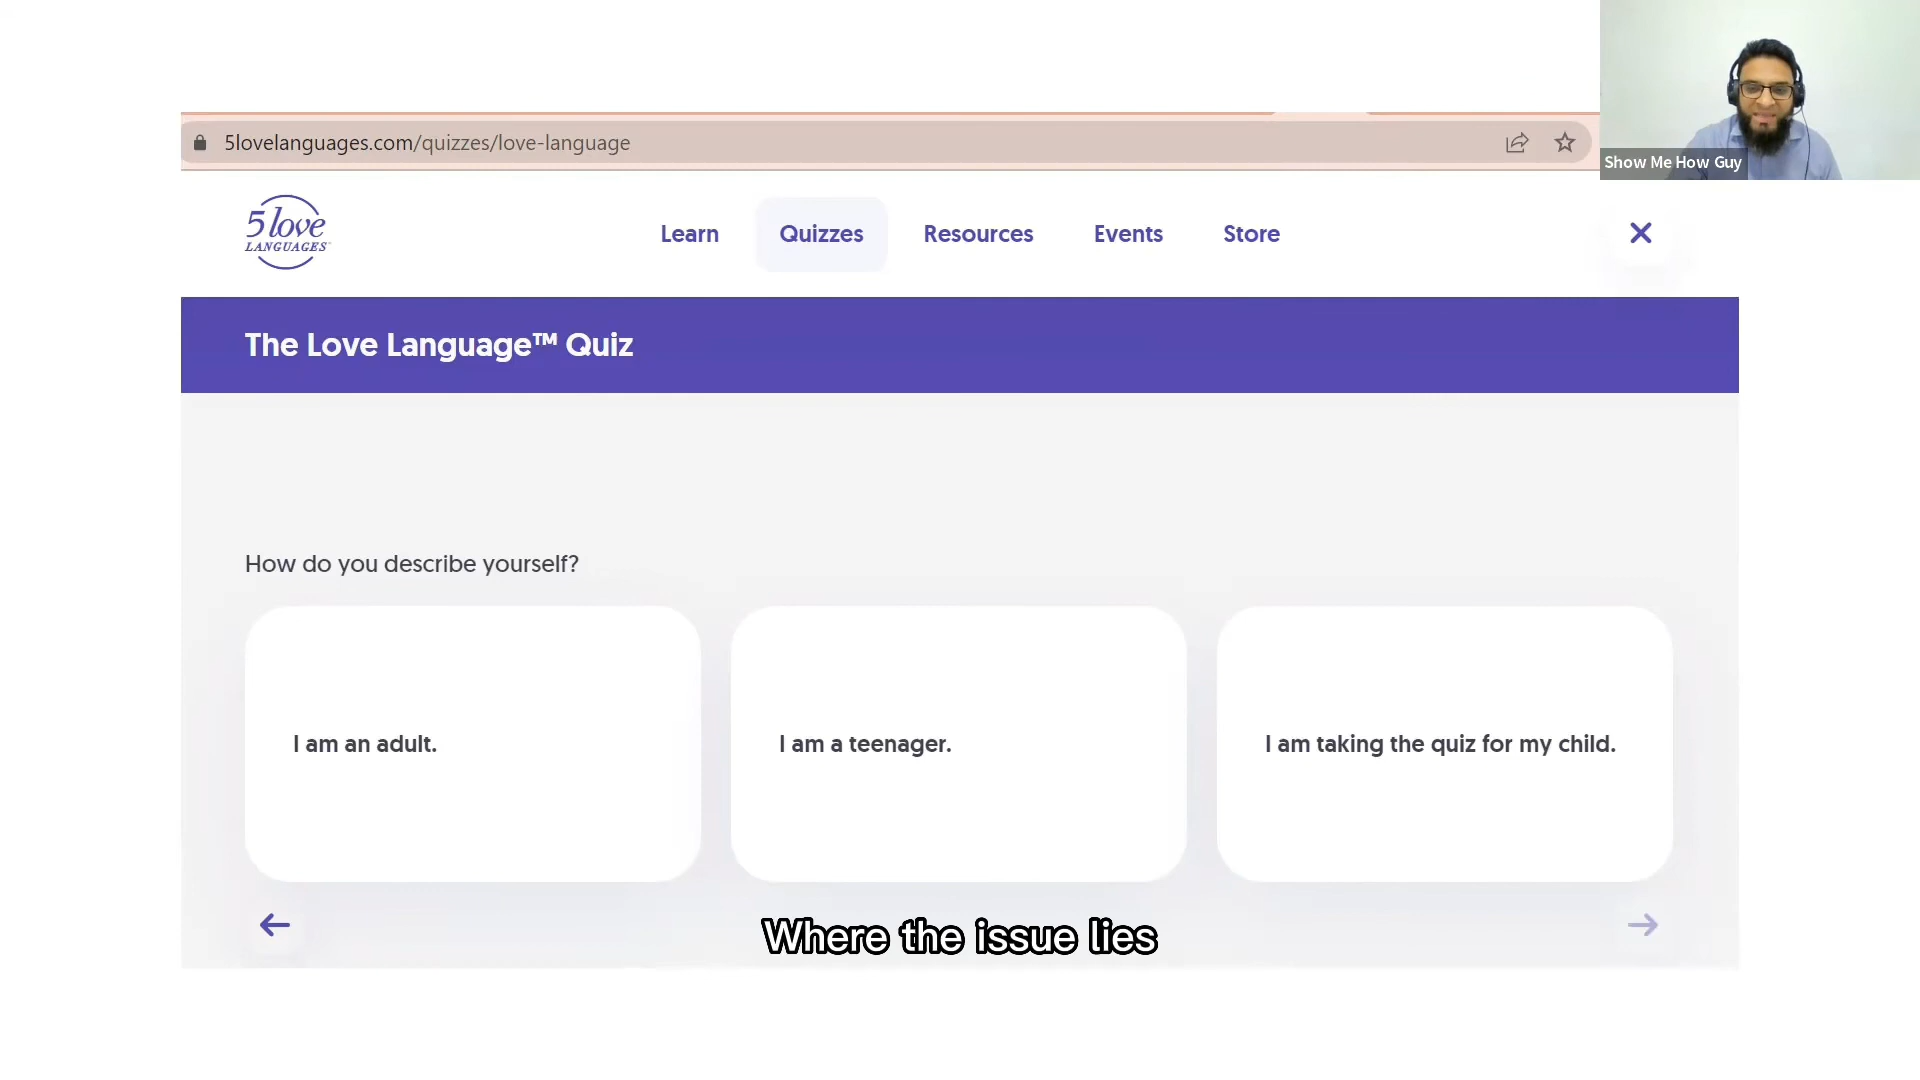 Show Me How Guy
5lovelanguages.com/quizzes/love-language
5 love
LANGUAGES
Learn Quizzes Resources Events Store
The Love Language™ Quiz
How do you describe yourself?
I am an adult. I am a teenager. I am taking the quiz for my child.
Where the issue lies